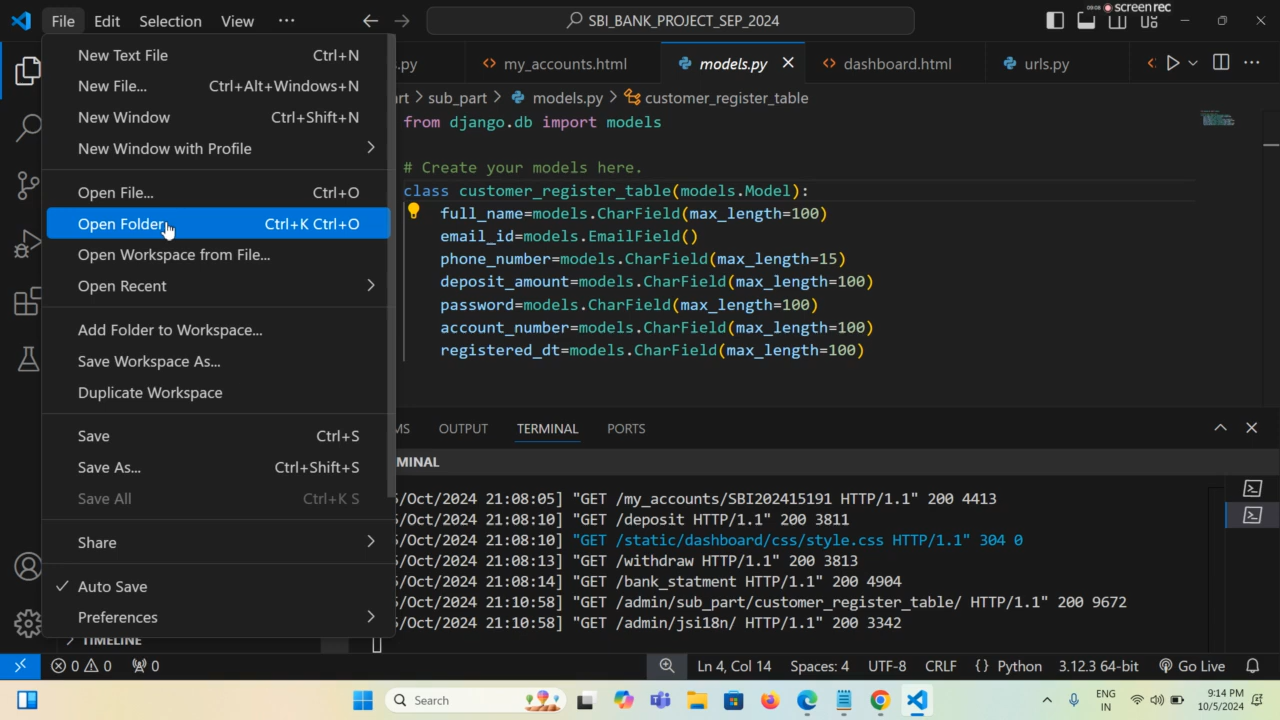 File Edit Selection View ...
SBI_BANK_PROJECT_SEP_2024
09:08 screenrec
New Text File Ctrl+N
New File... Ctrl+Alt+Windows+N
New Window Ctrl+Shift+N
New Window with Profile
Open File... Ctrl+O
Open Folder Ctrl+K Ctrl+O
Open Workspace from File...
Open Recent
Add Folder to Workspace...
Save Workspace As...
Duplicate Workspace
Save Ctrl+S
Save As... Ctrl+Shift+S
Save All Ctrl+K S
Share
Auto Save
Preferences
TIMELINE
.py my_accounts.html models.py dashboard.html urls.py
rt > sub_part > models.py > customer_register_table
from django.db import models
# Create your models here.
class customer_register_table(models.Model):
full_name=models.CharField(max_length=100)
email_id=models.EmailField()
phone_number=models.CharField(max_length=15)
deposit_amount=models.CharField(max_length=100)
password=models.CharField(max_length=100)
account_number=models.CharField(max_length=100)
registered_dt=models.CharField(max_length=100)
MS OUTPUT TERMINAL PORTS
MINAL
/Oct/2024 21:08:05] "GET /my_accounts/SBI202415191 HTTP/1.1" 200 4413
/Oct/2024 21:08:10] "GET /deposit HTTP/1.1" 200 3811
/Oct/2024 21:08:10] "GET /static/dashboard/css/style.css HTTP/1.1" 304 0
/Oct/2024 21:08:13] "GET /withdraw HTTP/1.1" 200 3813
/Oct/2024 21:08:14] "GET /bank_statment HTTP/1.1" 200 4904
/Oct/2024 21:10:58] "GET /admin/sub_part/customer_register_table/ HTTP/1.1" 200 9672
/Oct/2024 21:10:58] "GET /admin/jsi18n/ HTTP/1.1" 200 3342
0 0 0 Ln 4, Col 14 Spaces: 4 UTF-8 CRLF {} Python 3.12.3 64-bit Go Live
Search ENG IN 9:14 PM 10/5/2024